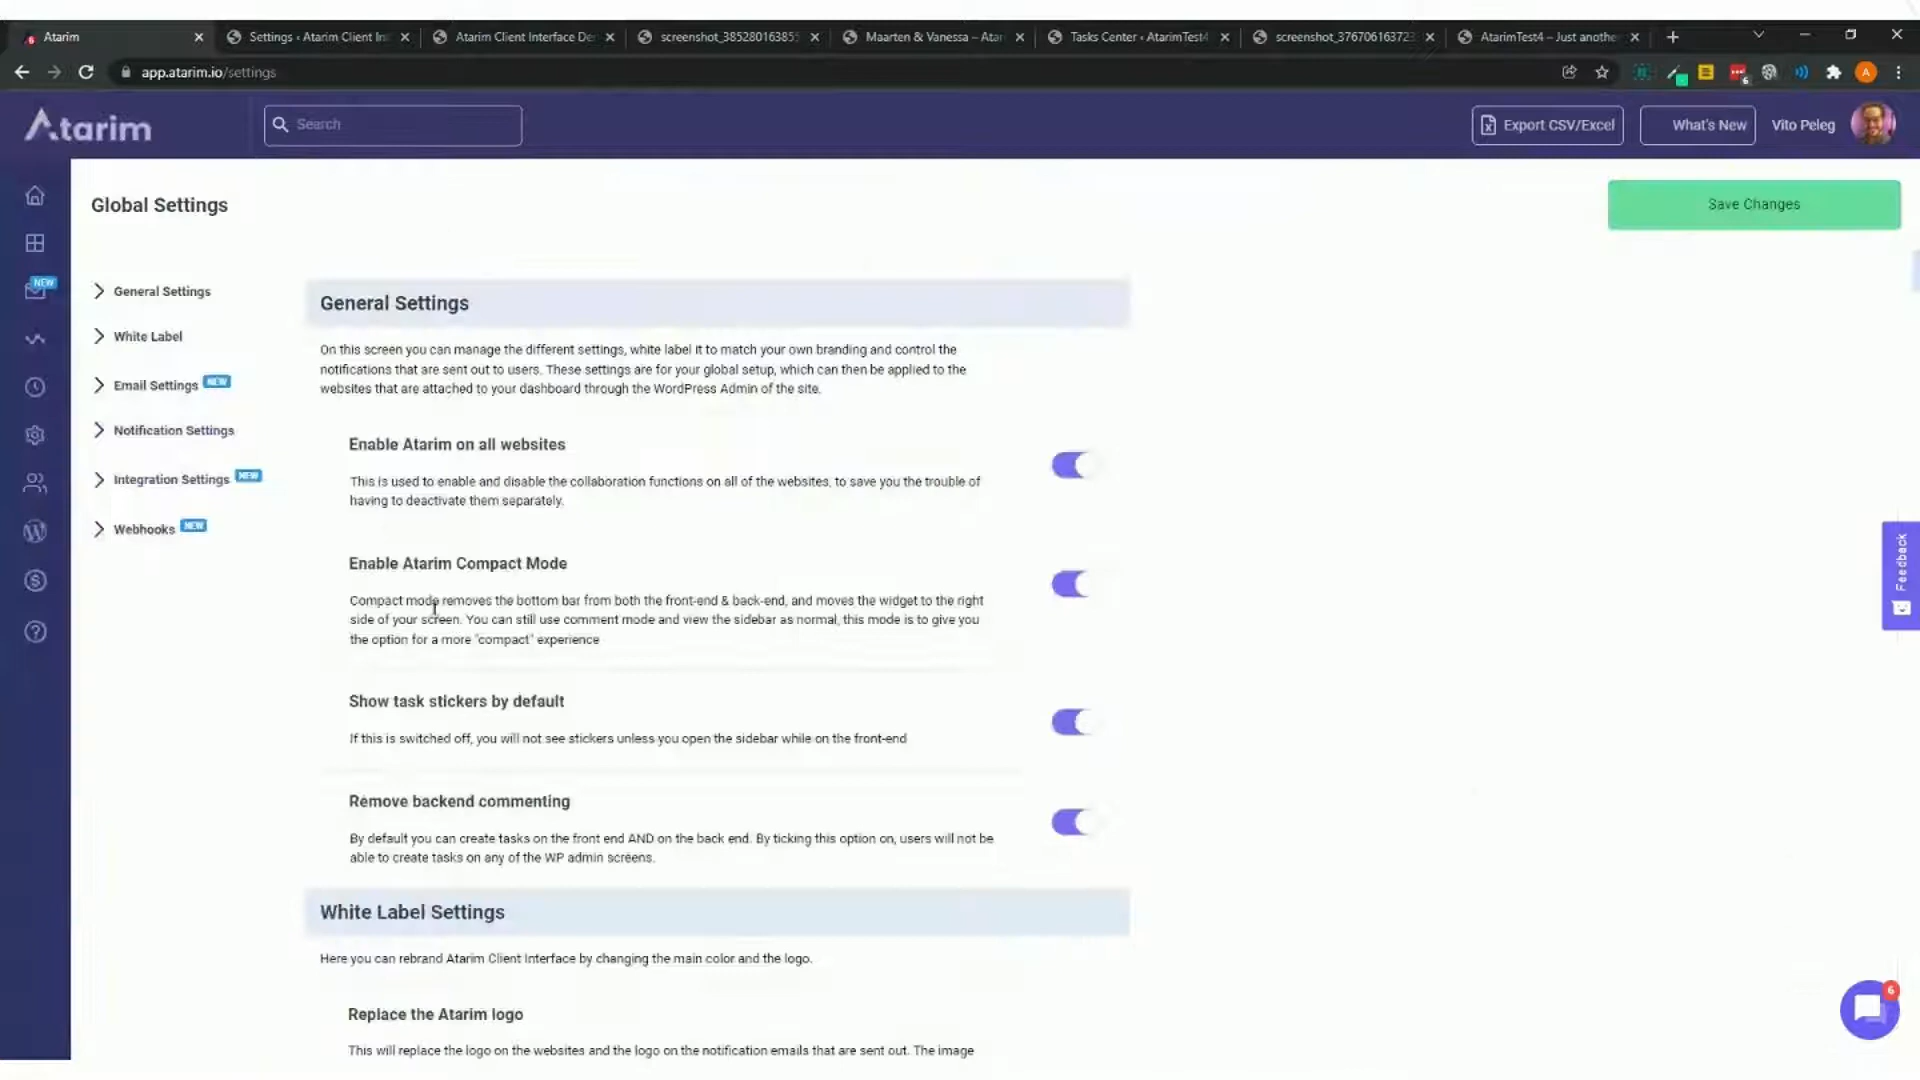 Atarim
Settings ‹ Atarim Client In
Atarim Client Interface De
screenshot_385280163855
Maarten & Vanessa – Atar
Tasks Center ‹ AtarimTest4
screenshot_376706163723
AtarimTest4 – Just anothe
app.atarim.io/settings
6
Atarim
Search
Export CSV/Excel
What's New
Vito Peleg
Global Settings
Save Changes
NEW
General Settings
White Label
Email Settings NEW
Notification Settings
Integration Settings NEW
Webhooks NEW
General Settings
On this screen you can manage the different settings, white label it to match your own branding and control the
notifications that are sent out to users. These settings are for your global setup, which can then be applied to the
websites that are attached to your dashboard through the WordPress Admin of the site.
Enable Atarim on all websites
This is used to enable and disable the collaboration functions on all of the websites, to save you the trouble of
having to deactivate them separately.
Enable Atarim Compact Mode
Compact mode removes the bottom bar from both the front-end & back-end, and moves the widget to the right
side of your screen. You can still use comment mode and view the sidebar as normal, this mode is to give you
the option for a more "compact" experience
Show task stickers by default
If this is switched off, you will not see stickers unless you open the sidebar while on the front-end
Remove backend commenting
By default you can create tasks on the front end AND on the back end. By ticking this option on, users will not be
able to create tasks on any of the WP admin screens.
White Label Settings
Here you can rebrand Atarim Client Interface by changing the main color and the logo.
Replace the Atarim logo
This will replace the logo on the websites and the logo on the notification emails that are sent out. The image
Feedback
6